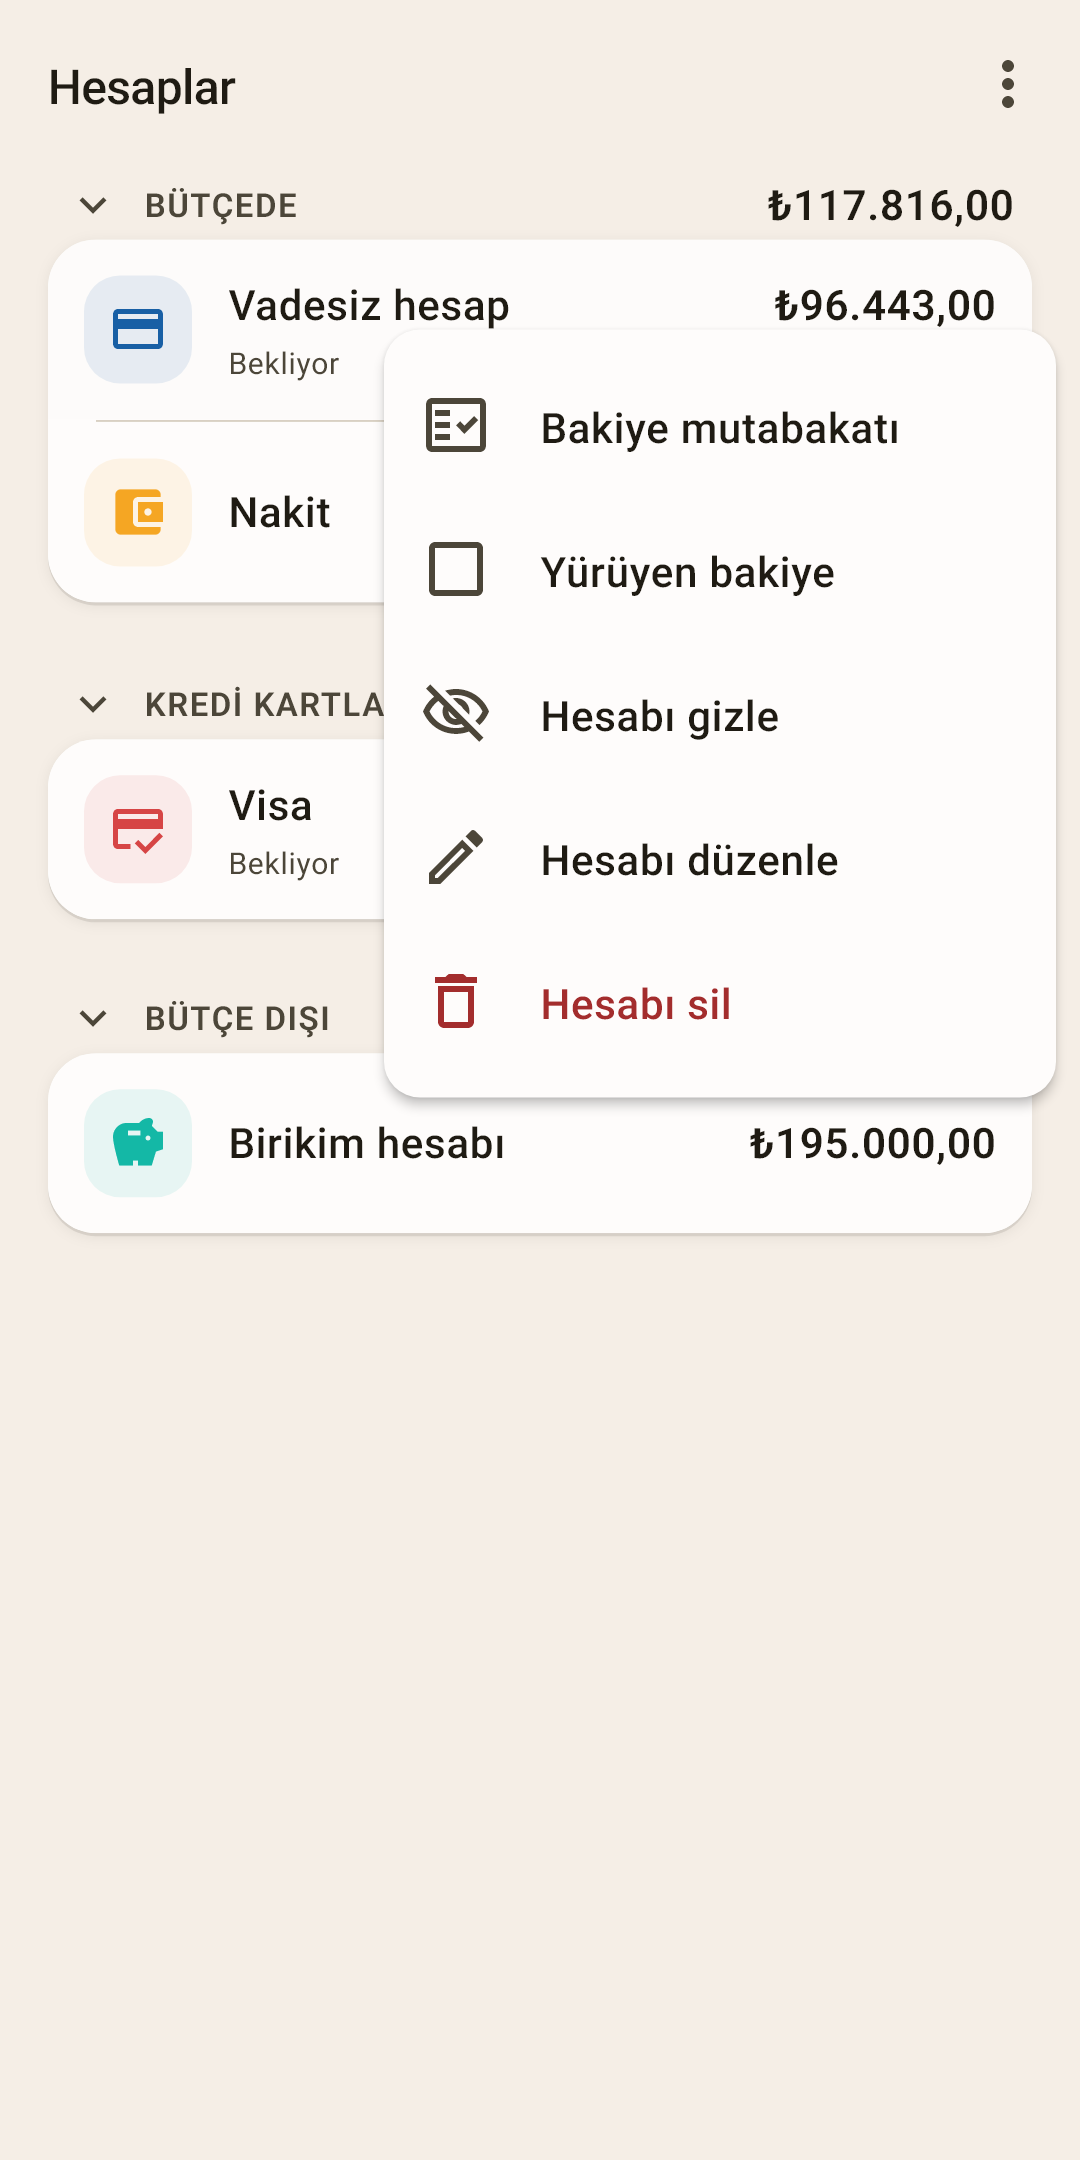 Hesaplar
BÜTÇEDE ₺117.816,00
Vadesiz hesap ₺96.443,00
Bekliyor
Bakiye mutabakatı
Nakit
Yürüyen bakiye
KREDİ KARTLA
Hesabı gizle
Visa
Bekliyor
Hesabı düzenle
Hesabı sil
BÜTÇE DIŞI
Birikim hesabı ₺195.000,00